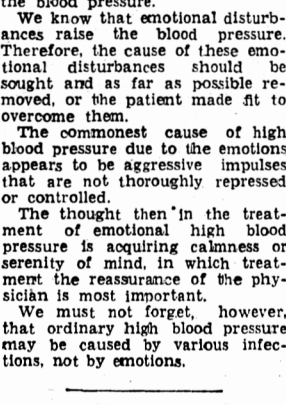 the blood pressure.
We know that emotional disturb-
ances raise the blood pressure.
Therefore, the cause of these emo-
tional disturbances should be
sought and as far as possible re-
moved, or the patient made fit to
overcome them.
The commonest cause of high
blood pressure due to the emotions
appears to be aggressive impulses
that are not thoroughly repressed
or controlled.
The thought then in the treat-
ment of emotional high blood
pressure is acquiring calmness or
serenity of mind, in which treat-
ment the reassurance of the phy-
sician is most important.
We must not forget, however,
that ordinary high blood pressure
may be caused by various infec-
tions, not by emotions.